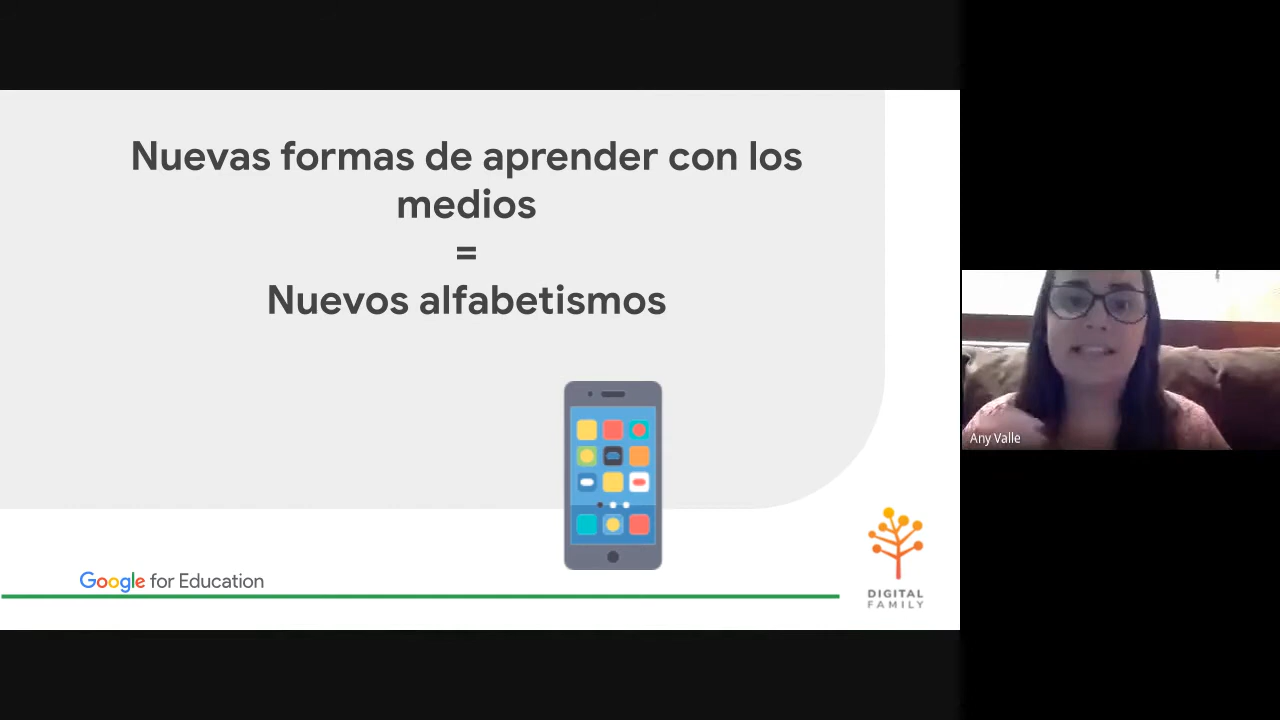 Nuevas formas de aprender con los
medios
=
Nuevos alfabetismos
Any Valle
Google for Education
DIGITAL
FAMILY